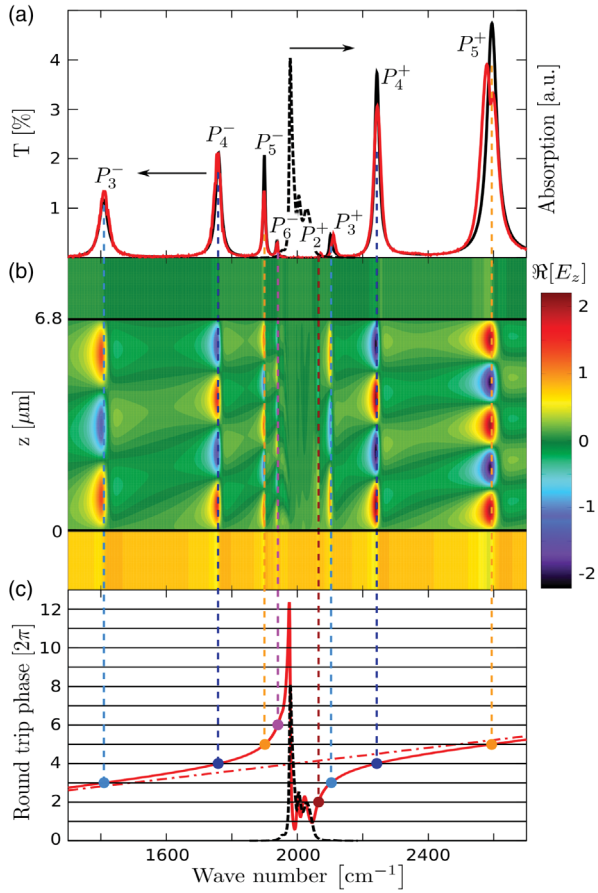 (a)
4
3
2
1
T [%]
Absorption [a.u.]
P₃⁻
P₄⁻
P₅⁻
P₆⁻
P₂⁺
P₃⁺
P₄⁺
P₅⁺
(b)
ℜ[E_z]
6.8
0
z [μm]
2
1
0
-1
-2
(c)
12
10
8
6
4
2
0
Round trip phase [2π]
1600 2000 2400
Wave number [cm⁻¹]